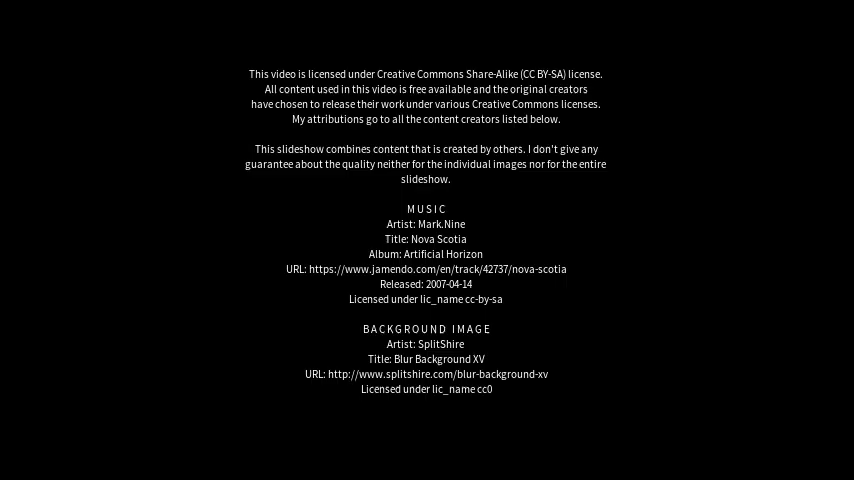 This video is licensed under Creative Commons Share-Alike (CC BY-SA) license.
All content used in this video is free available and the original creators
have chosen to release their work under various Creative Commons licenses.
My attributions go to all the content creators listed below.
This slideshow combines content that is created by others. I don't give any
guarantee about the quality neither for the individual images nor for the entire
slideshow.
MUSIC
Artist: Mark.Nine
Title: Nova Scotia
Album: Artificial Horizon
URL: https://www.jamendo.com/en/track/42737/nova-scotia
Released: 2007-04-14
Licensed under lic_name cc-by-sa
BACKGROUND IMAGE
Artist: SplitShire
Title: Blur Background XV
URL: http://www.splitshire.com/blur-background-xv
Licensed under lic_name cc0